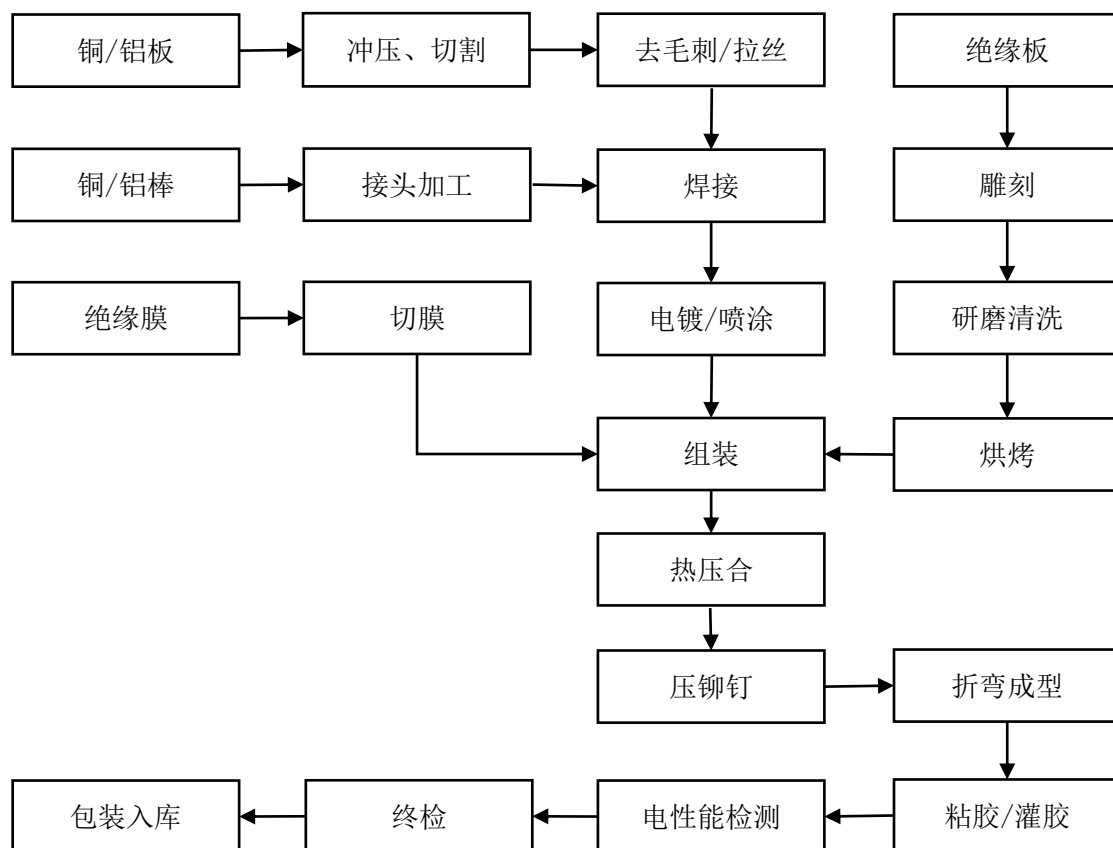 铜/铝板
冲压、切割
去毛刺/拉丝
绝缘板
铜/铝棒
接头加工
焊接
雕刻
绝缘膜
切膜
电镀/喷涂
研磨清洗
组装
烘烤
热压合
压铆钉
折弯成型
包装入库
终检
电性能检测
粘胶/灌胶